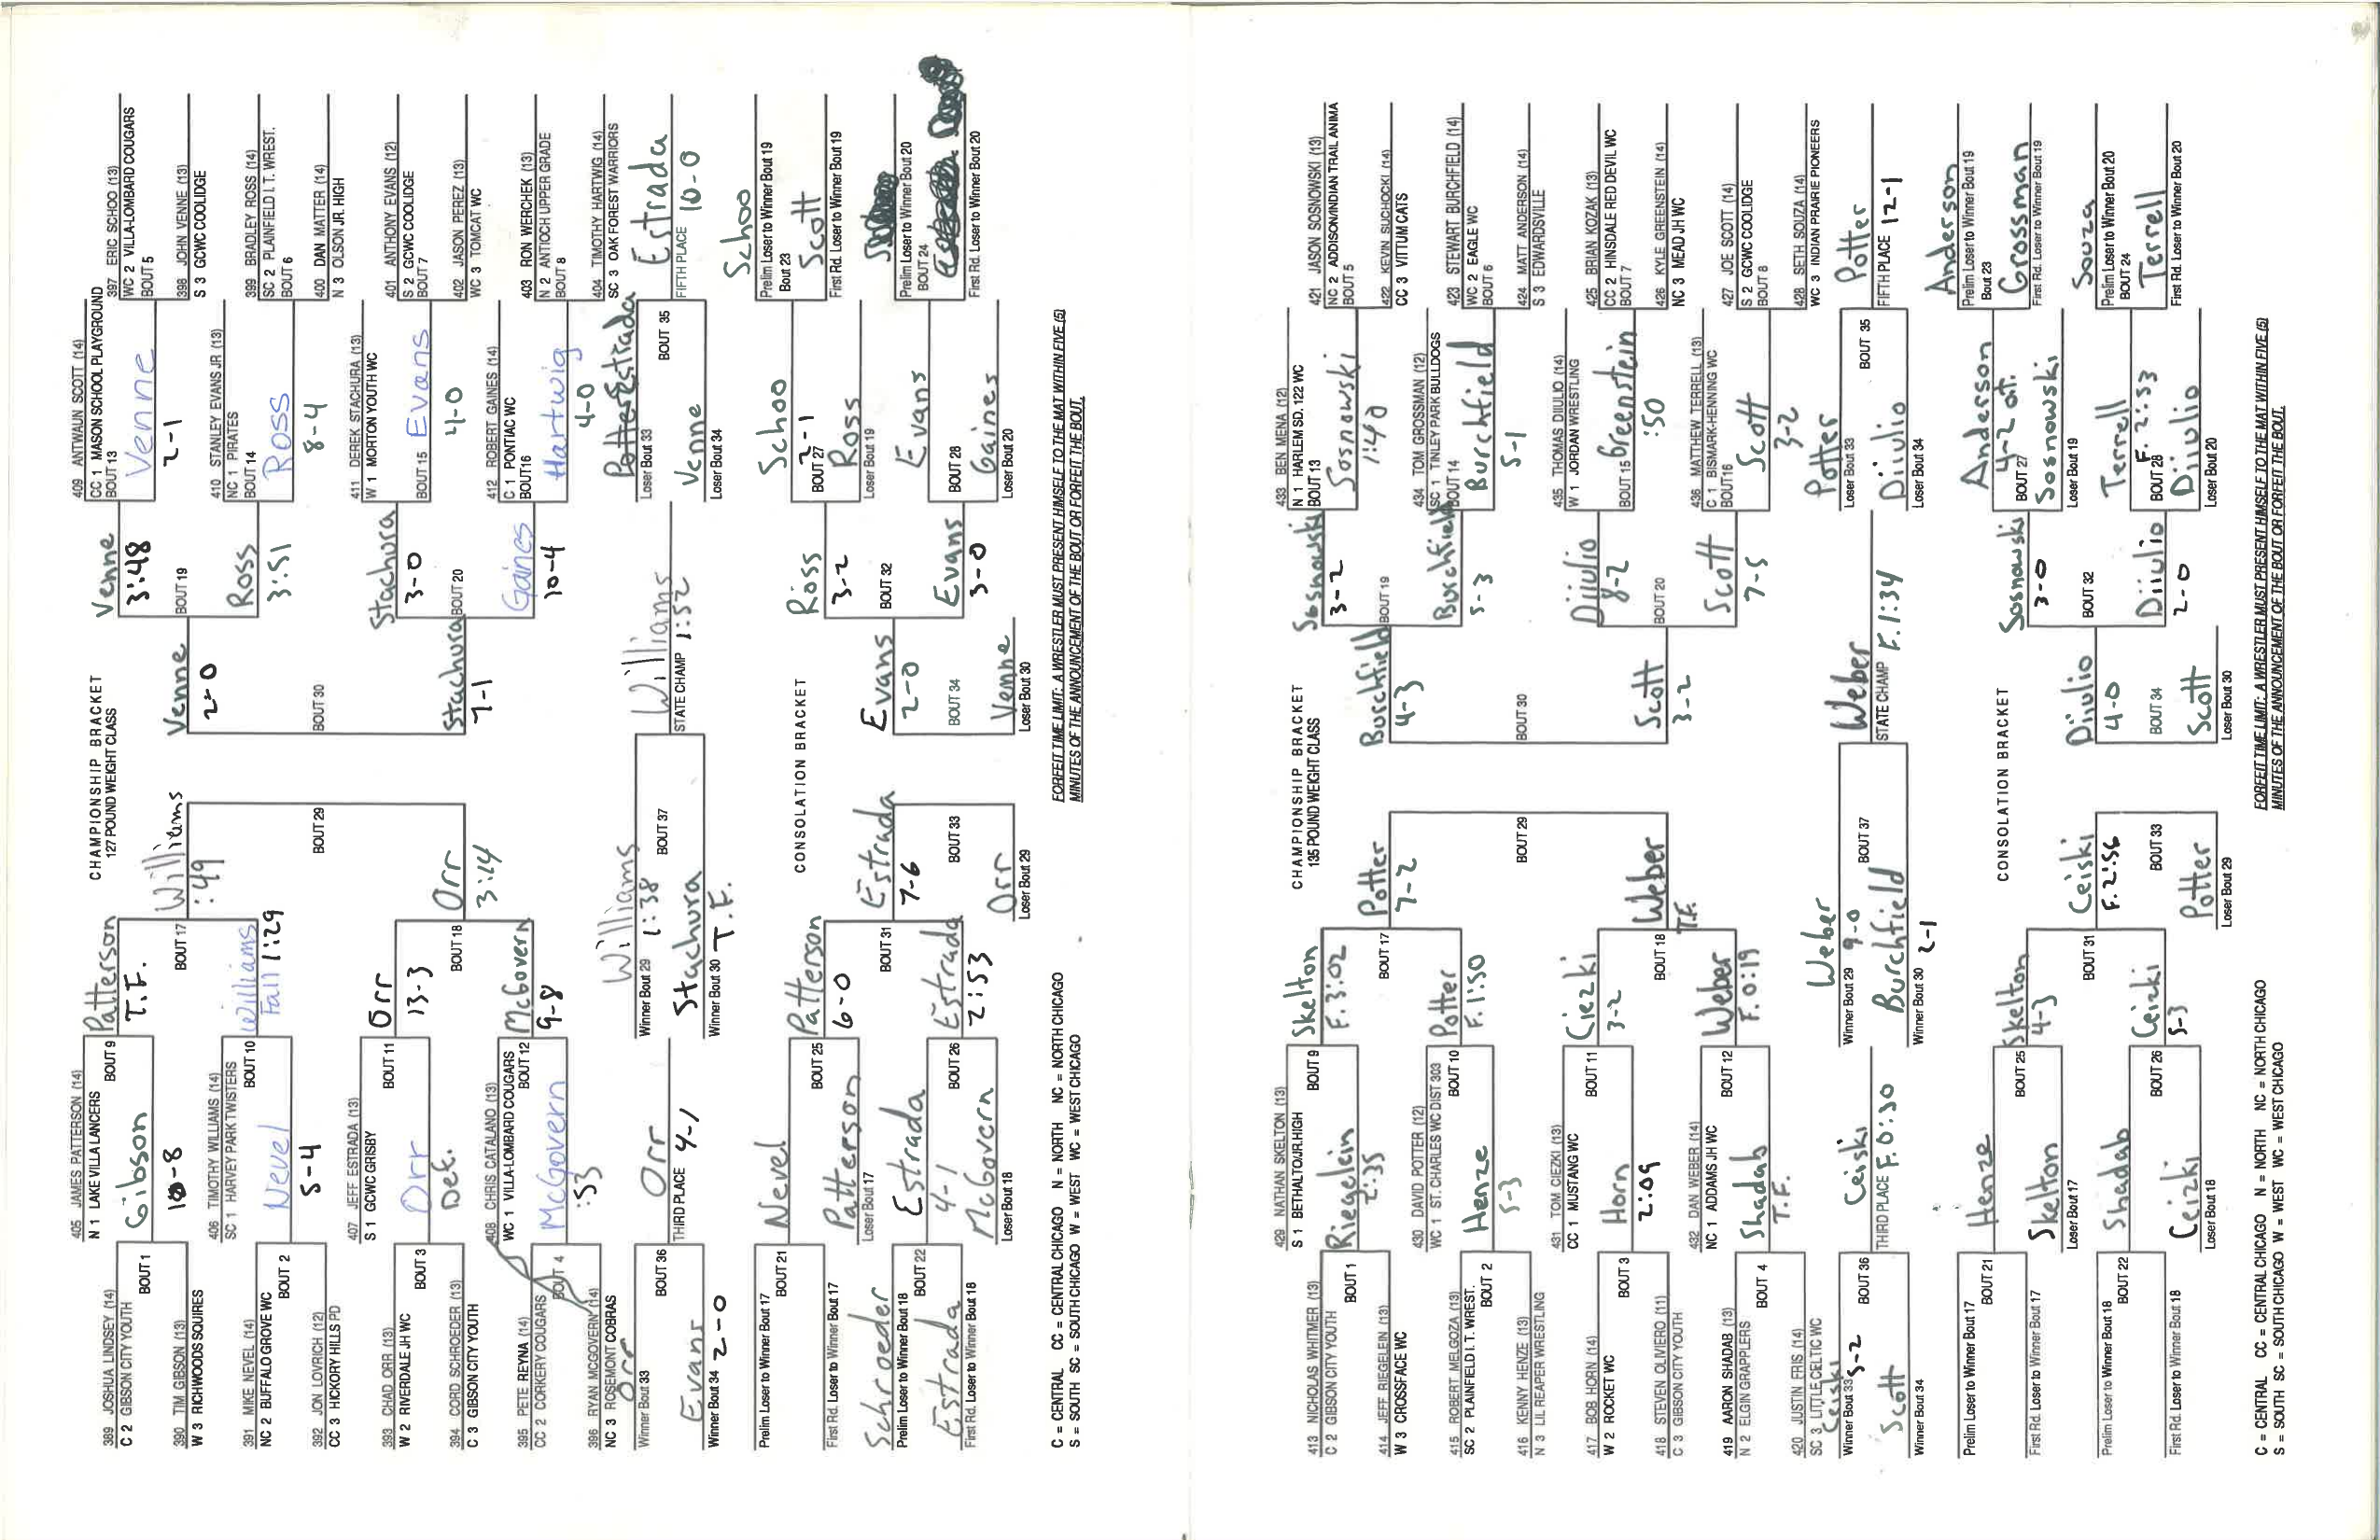 CHAMPIONSHIP BRACKET
127 POUND WEIGHT CLASS
389 JOSHUA LINDSEY (14)
C 2 GIBSON CITY YOUTH
BOUT 1
390 TIM GIBSON (13)
W 3 RICHWOODS SQUIRES
391 MIKE NEVEL (14)
NC 2 BUFFALO GROVE WC
BOUT 2
392 JON LOVRICH (12)
CC 3 HICKORY HILLS PD
393 CHAD ORR (13)
W 2 RIVERDALE JH WC
BOUT 3
394 CORD SCHROEDER (13)
C 3 GIBSON CITY YOUTH
395 PETE REYNA (14)
CC 2 CORKERY COUGARS
BOUT 4
396 RYAN MCGOVERN (14)
NC 3 ROSEMONT COBRAS
405 JAMES PATTERSON (14)
N 1 LAKE VILLA LANCERS
BOUT 9
Gibson
10-8
406 TIMOTHY WILLIAMS (14)
SC 1 HARVEY PARK TWISTERS
BOUT 10
Nevel
5-4
407 JEFF ESTRADA (13)
S 1 GCWC GRISBY
BOUT 11
Orr
Def.
408 CHRIS CATALANO (13)
WC 1 VILLA-LOMBARD COUGARS
BOUT 12
McGovern
:53
Patterson
T.F.
BOUT 17
Williams
Fall 1:29
Orr
13-3
BOUT 18
McGovern
9-8
Williams
:49
BOUT 29
Orr
3:14
Venne
2-0
BOUT 30
Stachura
7-1
Venne
3:48
BOUT 19
Ross
3:51
Stachura
3-0
BOUT 20
Gaines
10-4
409 ANTWAUN SCOTT (14)
CC 1 MASON SCHOOL PLAYGROUND
BOUT 13
Venne
2-1
410 STANLEY EVANS JR (13)
NC 1 PIRATES
BOUT 14
Ross
8-4
411 DEREK STACHURA (13)
W 1 MORTON YOUTH WC
BOUT 15
Evans
4-0
412 ROBERT GAINES (14)
C 1 PONTIAC WC
BOUT16
Hartwig
4-0
397 ERIC SCHOO (13)
WC 2 VILLA-LOMBARD COUGARS
BOUT 5
398 JOHN VENNE (13)
S 3 GCWC COOLIDGE
399 BRADLEY ROSS (14)
SC 2 PLAINFIELD I. T. WREST.
BOUT 6
400 DAN MATTER (14)
N 3 OLSON JR. HIGH
401 ANTHONY EVANS (12)
S 2 GCWC COOLIDGE
BOUT 7
402 JASON PEREZ (13)
WC 3 TOMCAT WC
403 RON WERCHEK (13)
N 2 ANTIOCH UPPER GRADE
BOUT 8
404 TIMOTHY HARTWIG (14)
SC 3 OAK FOREST WARRIORS
Orr
Winner Bout 33
BOUT 36
Evans
Winner Bout 34 2-0
Orr
THIRD PLACE 4-1
Williams
Winner Bout 29 1:38
BOUT 37
Stachura
Winner Bout 30 T.F.
Williams
STATE CHAMP 1:52
Estrada
Loser Bout 33
BOUT 35
Venne
Loser Bout 34
Estrada
FIFTH PLACE 10-0
CONSOLATION BRACKET
Prelim Loser to Winner Bout 17
BOUT 21
First Rd. Loser to Winner Bout 17
Schroeder
Prelim Loser to Winner Bout 18
BOUT 22
Estrada
First Rd. Loser to Winner Bout 18
Nevel
BOUT 25
Patterson
Loser Bout 17
Estrada
4-1
BOUT 26
McGovern
Loser Bout 18
Patterson
6-0
BOUT 31
Estrada
2:53
Estrada
7-6
BOUT 33
Orr
Loser Bout 29
Evans
2-0
BOUT 34
Venne
Loser Bout 30
Ross
3-2
BOUT 32
Evans
3-0
Schoo
2-1
BOUT 27
Ross
Loser Bout 19
Evans
BOUT 28
Gaines
Loser Bout 20
Schoo
Prelim Loser to Winner Bout 19
Bout 23
Scott
First Rd. Loser to Winner Bout 19
Prelim Loser to Winner Bout 20
BOUT 24
First Rd. Loser to Winner Bout 20
C = CENTRAL CC = CENTRAL CHICAGO N = NORTH NC = NORTH CHICAGO
S = SOUTH SC = SOUTH CHICAGO W = WEST WC = WEST CHICAGO
FORFEIT TIME LIMIT: A WRESTLER MUST PRESENT HIMSELF TO THE MAT WITHIN FIVE (5)
MINUTES OF THE ANNOUNCEMENT OF THE BOUT OR FORFEIT THE BOUT.
CHAMPIONSHIP BRACKET
135 POUND WEIGHT CLASS
413 NICHOLAS WHITMER (13)
C 2 GIBSON CITY YOUTH
BOUT 1
414 JEFF RIEGELEIN (13)
W 3 CROSSFACE WC
415 ROBERT MELGOZA (13)
SC 2 PLAINFIELD I. T. WREST.
BOUT 2
416 KENNY HENZE (13)
N 3 LIL REAPER WRESTLING
417 BOB HORN (14)
W 2 ROCKET WC
BOUT 3
418 STEVEN OLIVIERO (11)
C 3 GIBSON CITY YOUTH
419 AARON SHADAB (13)
N 2 ELGIN GRAPPLERS
BOUT 4
420 JUSTIN FRIS (14)
SC 3 LITTLE CELTIC WC
429 NATHAN SKELTON (13)
S 1 BETHALTO/JR.HIGH
BOUT 9
Riegelein
2:35
430 DAVID POTTER (12)
WC 1 ST. CHARLES WC DIST 303
BOUT 10
Henze
5-3
431 TOM CIEZKI (13)
CC 1 MUSTANG WC
BOUT 11
Horn
2:09
432 DAN WEBER (14)
NC 1 ADDAMS JH WC
BOUT 12
Shadab
T.F.
Skelton
F. 3:02
BOUT 17
Potter
F. 1:50
Ciezki
3-2
BOUT 18
Weber
F. 0:19
Potter
7-2
BOUT 29
Weber
T.F.
Burchfield
4-3
BOUT 30
Scott
3-2
Sosnowski
3-2
BOUT 19
Burchfield
5-3
Diiulio
8-2
BOUT 20
Scott
7-5
433 BEN MENA (12)
N 1 HARLEM SD. 122 WC
BOUT 13
Sosnowski
1:40
434 TOM GROSSMAN (12)
SC 1 TINLEY PARK BULLDOGS
BOUT 14
Burchfield
5-1
435 THOMAS DIIULIO (14)
W 1 JORDAN WRESTLING
BOUT 15
Greenstein
:50
436 MATTHEW TERRELL (13)
C 1 BISMARK-HENNING WC
BOUT16
Scott
3-2
421 JASON SOSNOWSKI (13)
NC 2 ADDISON/INDIAN TRAIL ANIMA
BOUT 5
422 KEVIN SUCHOCKI (14)
CC 3 VITTUM CATS
423 STEWART BURCHFIELD (14)
WC 2 EAGLE WC
BOUT 6
424 MATT ANDERSON (14)
S 3 EDWARDSVILLE
425 BRIAN KOZAK (13)
CC 2 HINSDALE RED DEVIL WC
BOUT 7
426 KYLE GREENSTEIN (14)
NC 3 MEAD JH WC
427 JOE SCOTT (14)
S 2 GCWC COOLIDGE
BOUT 8
428 SETH SOUZA (14)
WC 3 INDIAN PRAIRIE PIONEERS
Ceiski
Winner Bout 33 5-2
BOUT 36
Scott
Winner Bout 34
Ceiski
THIRD PLACE F. 0:30
Weber
Winner Bout 29 9-0
BOUT 37
Burchfield
Winner Bout 30 2-1
Weber
STATE CHAMP F. 1:34
Potter
Loser Bout 33
BOUT 35
Diiulio
Loser Bout 34
Potter
FIFTH PLACE 12-1
CONSOLATION BRACKET
Prelim Loser to Winner Bout 17
BOUT 21
First Rd. Loser to Winner Bout 17
Prelim Loser to Winner Bout 18
BOUT 22
First Rd. Loser to Winner Bout 18
Henze
BOUT 25
Skelton
Loser Bout 17
Shadab
BOUT 26
Ceizki
Loser Bout 18
Skelton
4-3
BOUT 31
Ceizki
5-3
Ceiski
F. 2:56
BOUT 33
Potter
Loser Bout 29
Diiulio
4-0
BOUT 34
Scott
Loser Bout 30
Sosnowski
3-0
BOUT 32
Diiulio
2-0
Anderson
4-2 ot.
BOUT 27
Sosnowski
Loser Bout 19
Terrell
F. 2:53
BOUT 28
Diiulio
Loser Bout 20
Anderson
Prelim Loser to Winner Bout 19
Bout 23
Grossman
First Rd. Loser to Winner Bout 19
Souza
Prelim Loser to Winner Bout 20
BOUT 24
Terrell
First Rd. Loser to Winner Bout 20
C = CENTRAL CC = CENTRAL CHICAGO N = NORTH NC = NORTH CHICAGO
S = SOUTH SC = SOUTH CHICAGO W = WEST WC = WEST CHICAGO
FORFEIT TIME LIMIT: A WRESTLER MUST PRESENT HIMSELF TO THE MAT WITHIN FIVE (5)
MINUTES OF THE ANNOUNCEMENT OF THE BOUT OR FORFEIT THE BOUT.